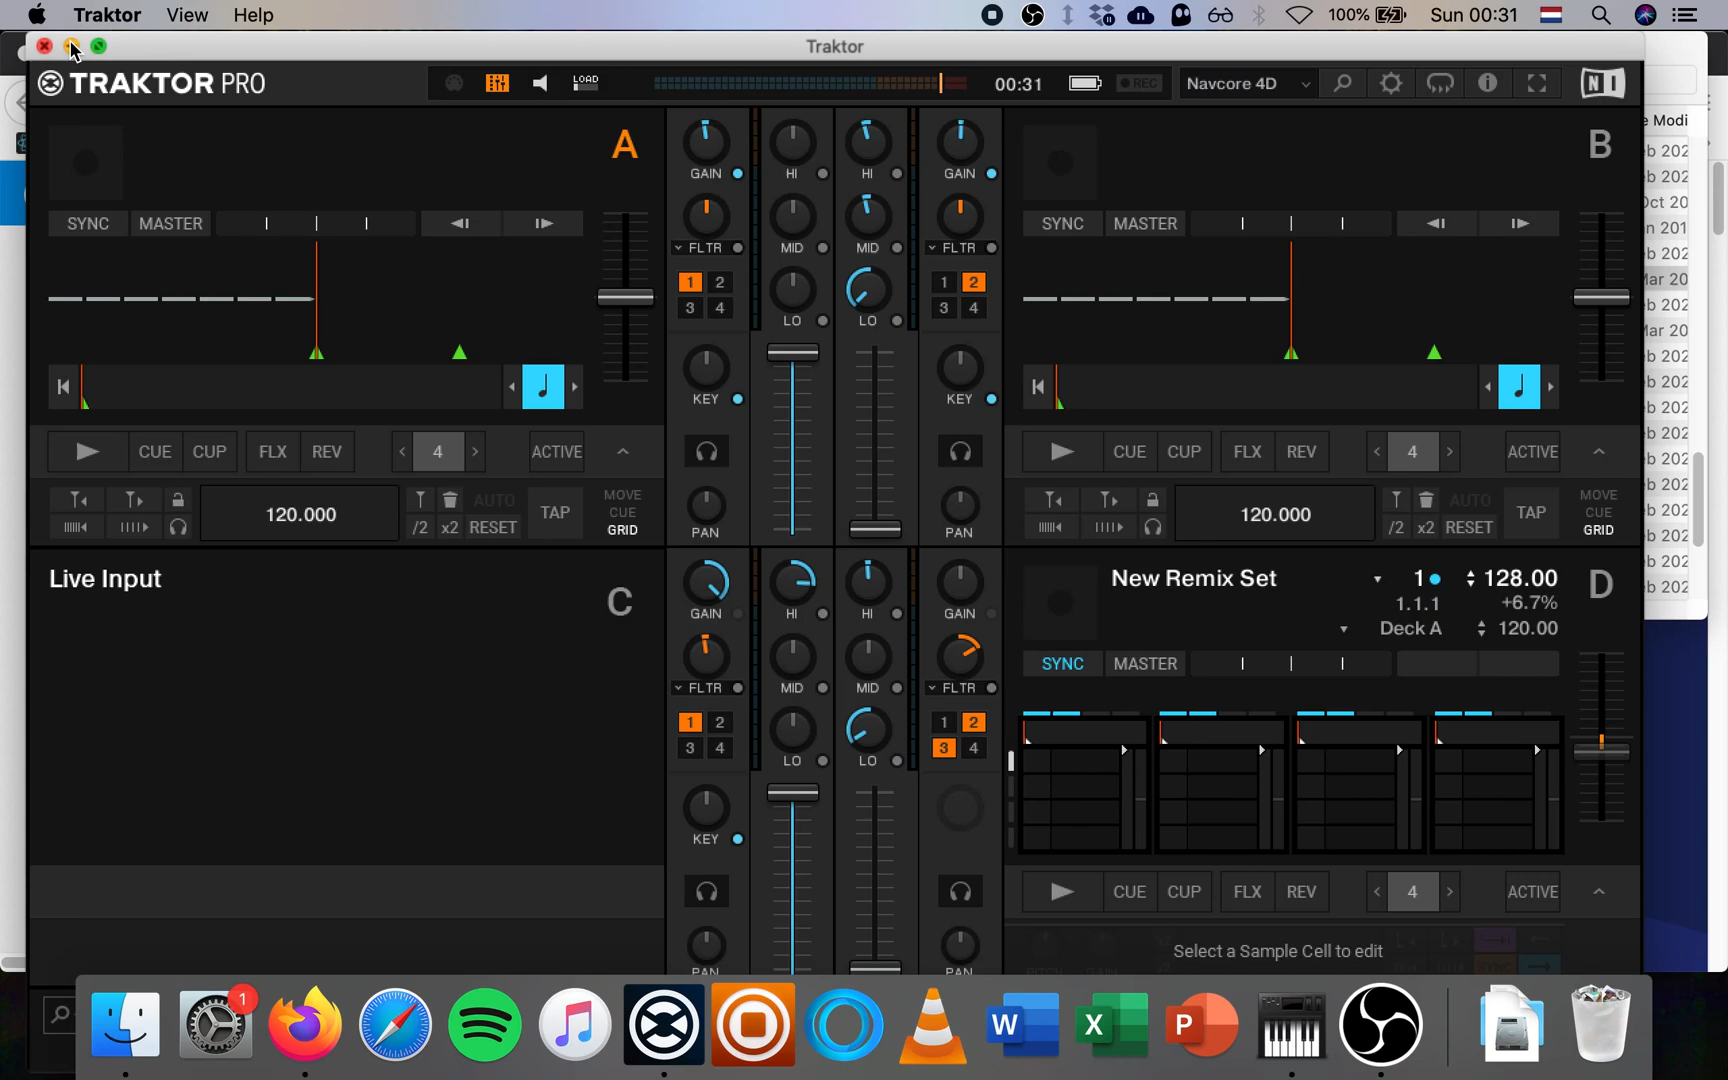 Traktor View Help 100% Sun 00:31
Traktor
TRAKTOR PRO LOAD 00:31 REC Navcore 4D
e Modi
A
B
GAIN HI HI GAIN
SYNC MASTER
FLTR MID MID FLTR
SYNC MASTER
1 2
3 4
LO LO
1 2
3 4
KEY KEY
CUE CUP FLX REV 4 ACTIVE
CUE CUP FLX REV 4 ACTIVE
120.000 AUTO /2 x2 RESET TAP
MOVE
CUE
GRID
PAN PAN
120.000 AUTO /2 x2 RESET TAP
MOVE
CUE
GRID
Live Input
C
GAIN HI HI GAIN
New Remix Set 1 128.00
D
1.1.1 +6.7%
Deck A 120.00
FLTR MID MID FLTR
SYNC MASTER
1 2
3 4
LO LO
1 2
3 4
KEY
CUE CUP FLX REV 4 ACTIVE
PAN PAN
Select a Sample Cell to edit
1
W X P